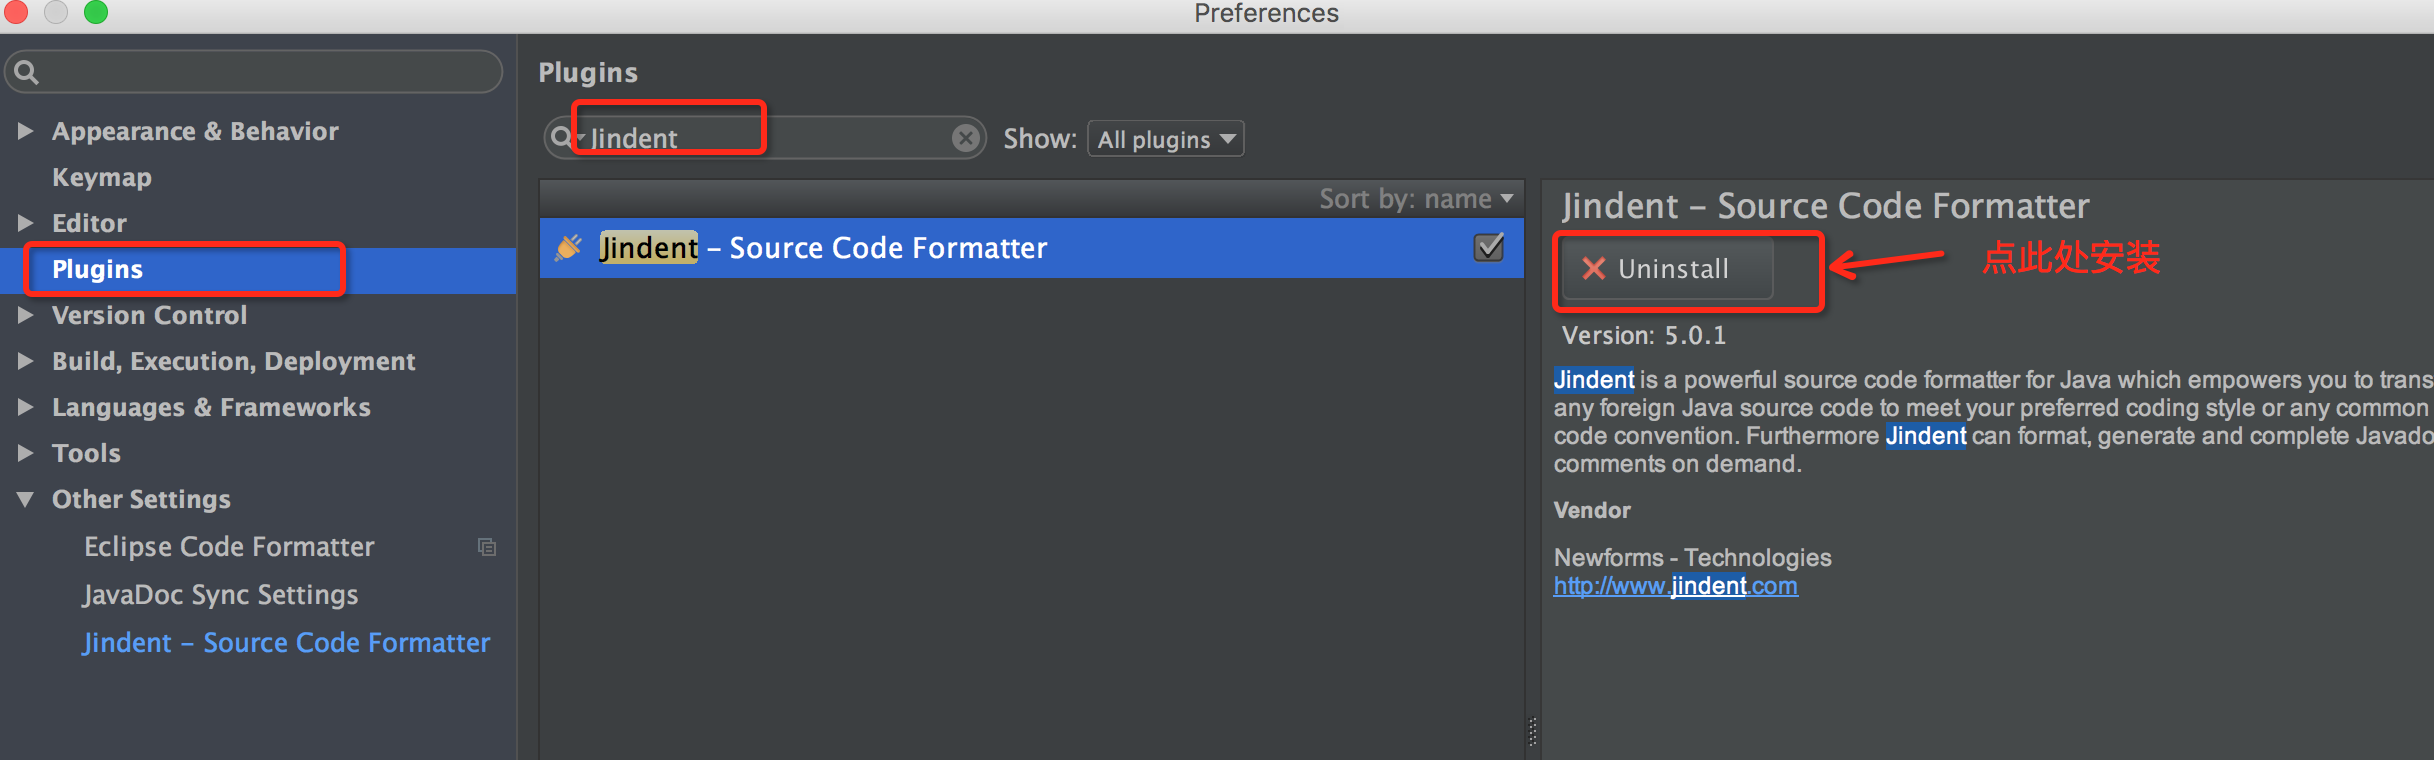 Preferences
Appearance & Behavior
Keymap
Editor
Plugins
Version Control
Build, Execution, Deployment
Languages & Frameworks
Tools
Other Settings
Eclipse Code Formatter
JavaDoc Sync Settings
Jindent – Source Code Formatter
Plugins
Jindent
Show: All plugins
Sort by: name
Jindent – Source Code Formatter
Jindent – Source Code Formatter
Uninstall
点此处安装
Version: 5.0.1
Jindent is a powerful source code formatter for Java which empowers you to trans
any foreign Java source code to meet your preferred coding style or any common
code convention. Furthermore Jindent can format, generate and complete Javado
comments on demand.
Vendor
Newforms - Technologies
http://www.jindent.com